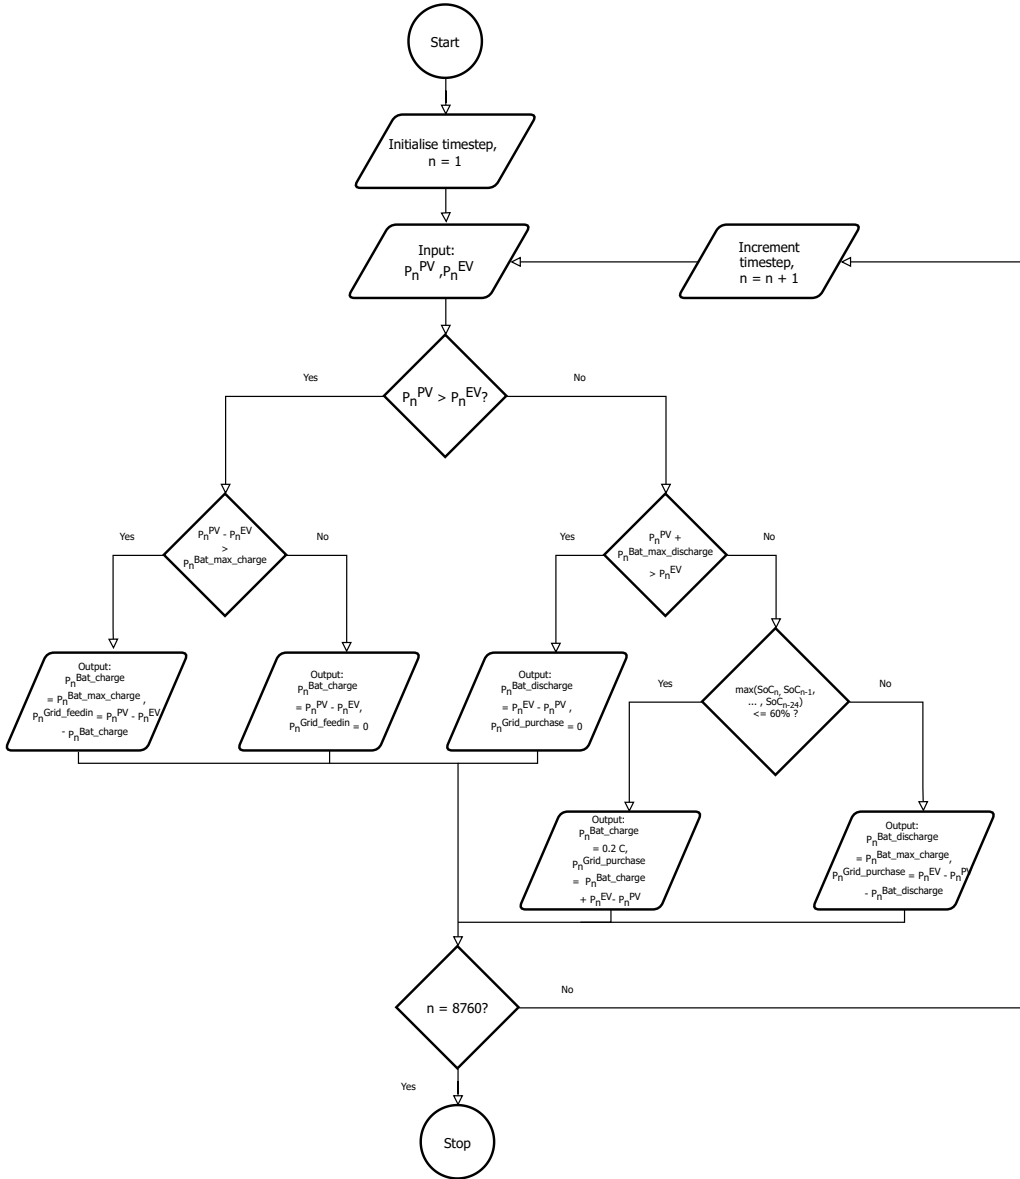 Start
Initialise timestep,
n = 1
Input:
PnPV ,PnEV
Increment
timestep,
n = n + 1
Yes
No
PnPV > PnEV?
Yes
PnPV - PnEV
>
PnBat_max_charge
No
Yes
PnPV +
PnBat_max_discharge
> PnEV
No
Output:
PnBat_charge
= PnBat_max_charge ,
PnGrid_feedin = PnPV - PnEV
- PnBat_charge
Output:
PnBat_charge
= PnPV - PnEV,
PnGrid_feedin = 0
Output:
PnBat_discharge
= PnEV - PnPV ,
PnGrid_purchase = 0
Yes
max(SoCn, SoCn-1,
... , SoCn-24)
<= 60% ?
No
Output:
PnBat_charge
= 0.2 C,
PnGrid_purchase
= PnBat_charge
+ PnEV- PnPV
Output:
PnBat_discharge
= PnBat_max_charge,
PnGrid_purchase = PnEV - PnPV
- PnBat_discharge
n = 8760?
No
Yes
Stop